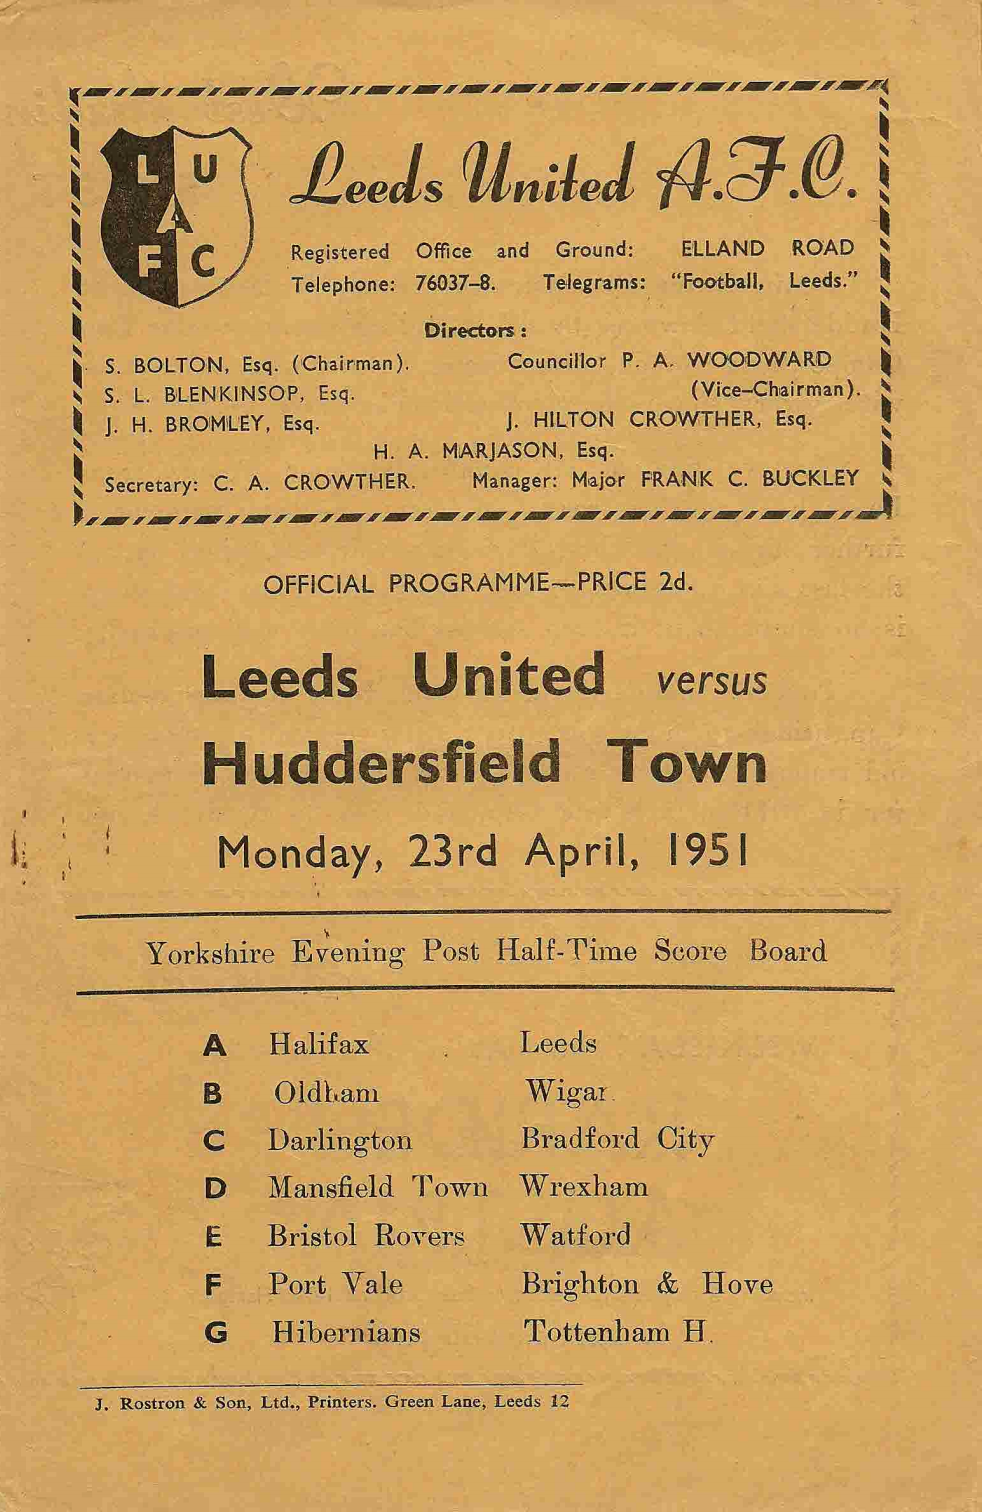 L U
A
F C
Leeds United A.F.C.
Registered Office and Ground: ELLAND ROAD
Telephone: 76037-8. Telegrams: "Football, Leeds."
Directors :
S. BOLTON, Esq. (Chairman). Councillor P. A. WOODWARD
S. L. BLENKINSOP, Esq. (Vice-Chairman).
J. H. BROMLEY, Esq. J. HILTON CROWTHER, Esq.
H. A. MARJASON, Esq.
Secretary: C. A. CROWTHER. Manager: Major FRANK C. BUCKLEY
OFFICIAL PROGRAMME—PRICE 2d.
Leeds United versus
Huddersfield Town
Monday, 23rd April, 1951
Yorkshire Evening Post Half-Time Score Board
A Halifax Leeds
B Oldham Wigan
C Darlington Bradford City
D Mansfield Town Wrexham
E Bristol Rovers Watford
F Port Vale Brighton & Hove
G Hibernians Tottenham H.
J. Rostron & Son, Ltd., Printers. Green Lane, Leeds 12